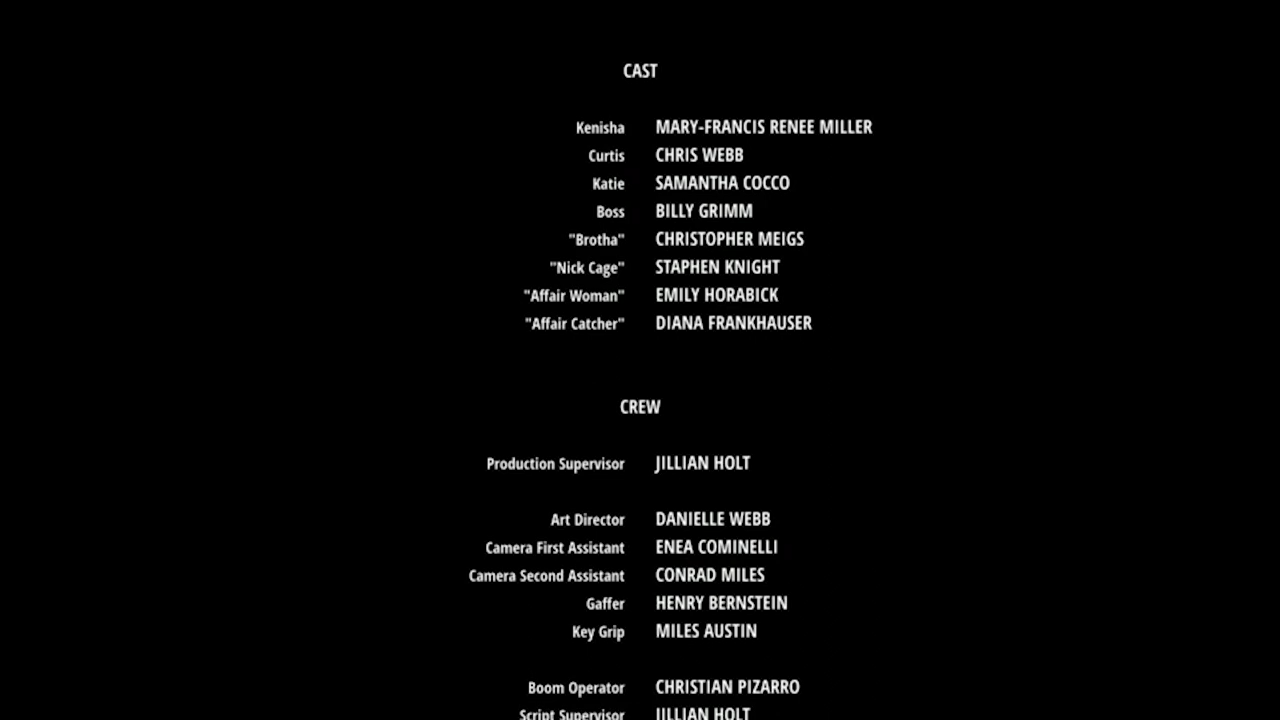 CAST
Kenisha MARY-FRANCIS RENEE MILLER
Curtis CHRIS WEBB
Katie SAMANTHA COCCO
Boss BILLY GRIMM
"Brotha" CHRISTOPHER MEIGS
"Nick Cage" STAPHEN KNIGHT
"Affair Woman" EMILY HORABICK
"Affair Catcher" DIANA FRANKHAUSER
CREW
Production Supervisor JILLIAN HOLT
Art Director DANIELLE WEBB
Camera First Assistant ENEA COMINELLI
Camera Second Assistant CONRAD MILES
Gaffer HENRY BERNSTEIN
Key Grip MILES AUSTIN
Boom Operator CHRISTIAN PIZARRO
Script Supervisor JILLIAN HOLT